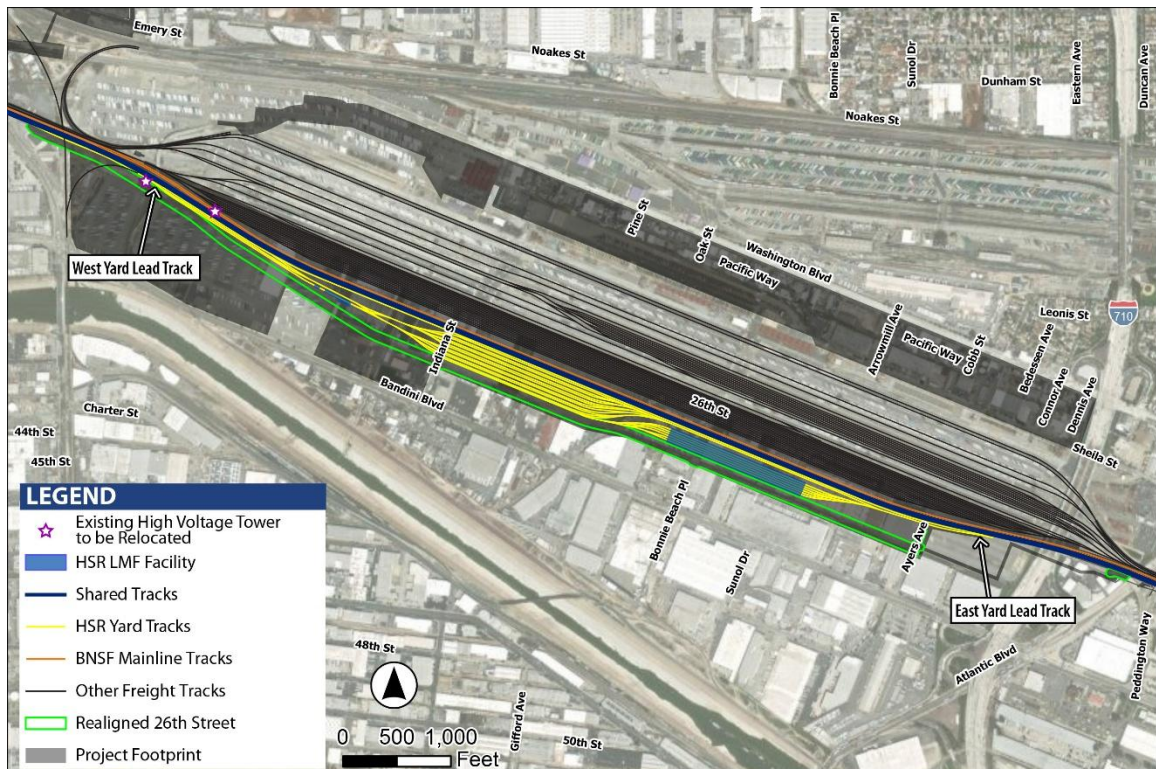 Emery St
Noakes St
Bonnie Beach Pl
Sunol Dr
Dunham St
Eastern Ave
Duncan Ave
Noakes St
West Yard Lead Track
Pine St
Oak St
Washington Blvd
Pacific Way
710
Leonis St
Arrowmill Ave
Pacific Way
Cobb St
Bedessen Ave
Connor Ave
Dennis Ave
Sheila St
Indiana St
Bandini Blvd
26th St
Charter St
44th St
45th St
Bonnie Beach Pl
Sunol Dr
Ayers Ave
East Yard Lead Track
Atlantic Blvd
Peddington Way
48th St
Gifford Ave
50th St
LEGEND
Existing High Voltage Tower
to be Relocated
HSR LMF Facility
Shared Tracks
HSR Yard Tracks
BNSF Mainline Tracks
Other Freight Tracks
Realigned 26th Street
Project Footprint
0 500 1,000
Feet